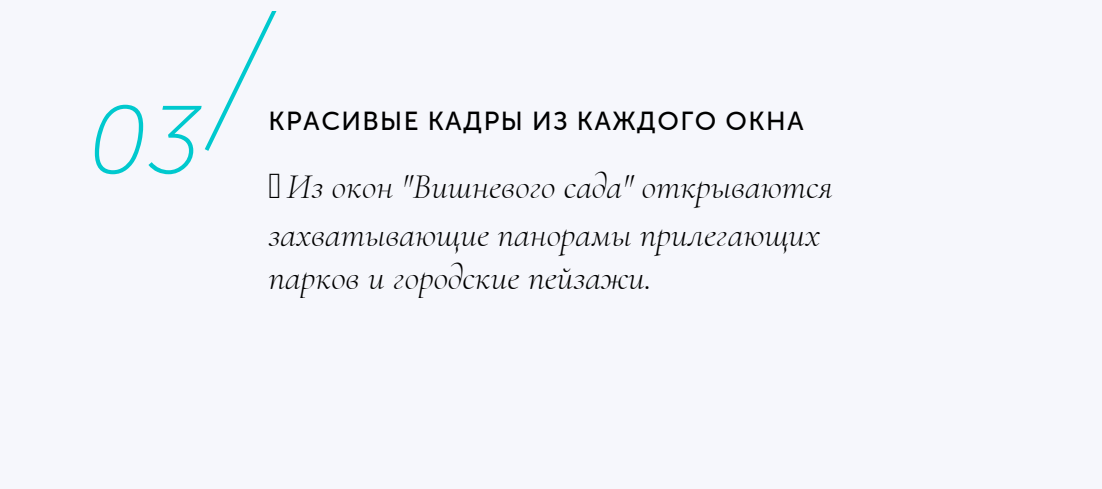 03
КРАСИВЫЕ КАДРЫ ИЗ КАЖДОГО ОКНА
Из окон "Вишневого сада" открываются
захватывающие панорамы прилегающих
парков и городские пейзажи.